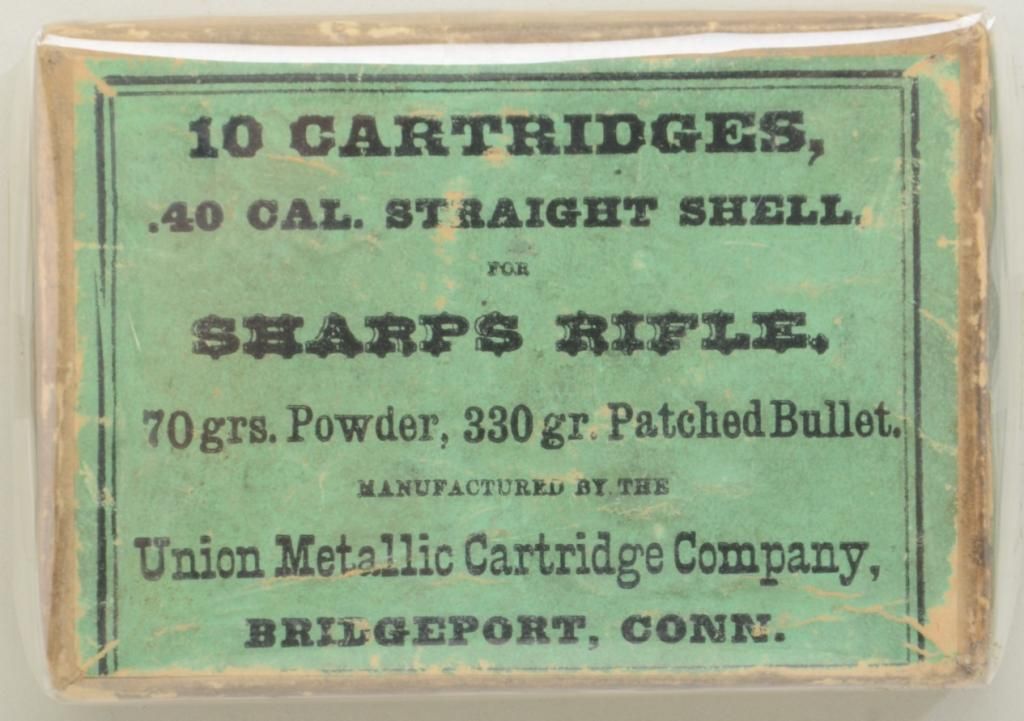 10 CARTRIDGES,
.40 CAL. STRAIGHT SHELL.
FOR
SHARPS RIFLE.
70 grs. Powder, 330 gr. Patched Bullet.
MANUFACTURED BY THE
Union Metallic Cartridge Company,
BRIDGEPORT, CONN.